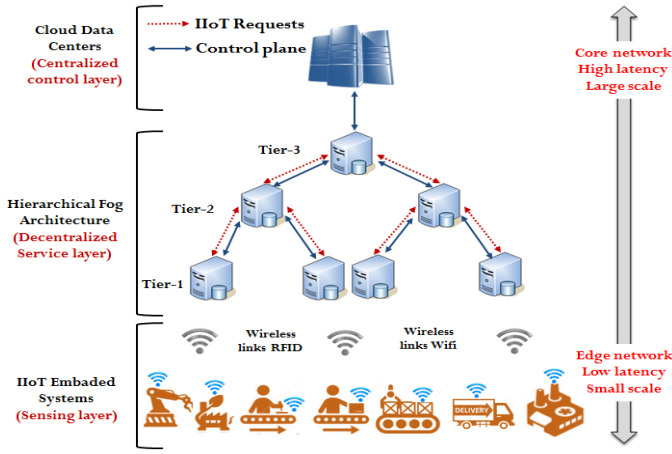 Cloud Data
Centers
(Centralized
control layer)
IIoT Requests
Control plane
Core network
High latency
Large scale
Tier-3
Hierarchical Fog
Architecture
(Decentralized
Service layer)
Tier-2
Tier-1
Wireless
links RFID
Wireless
links Wifi
IIoT Embaded
Systems
(Sensing layer)
DELIVERY
Edge network
Low latency
Small scale